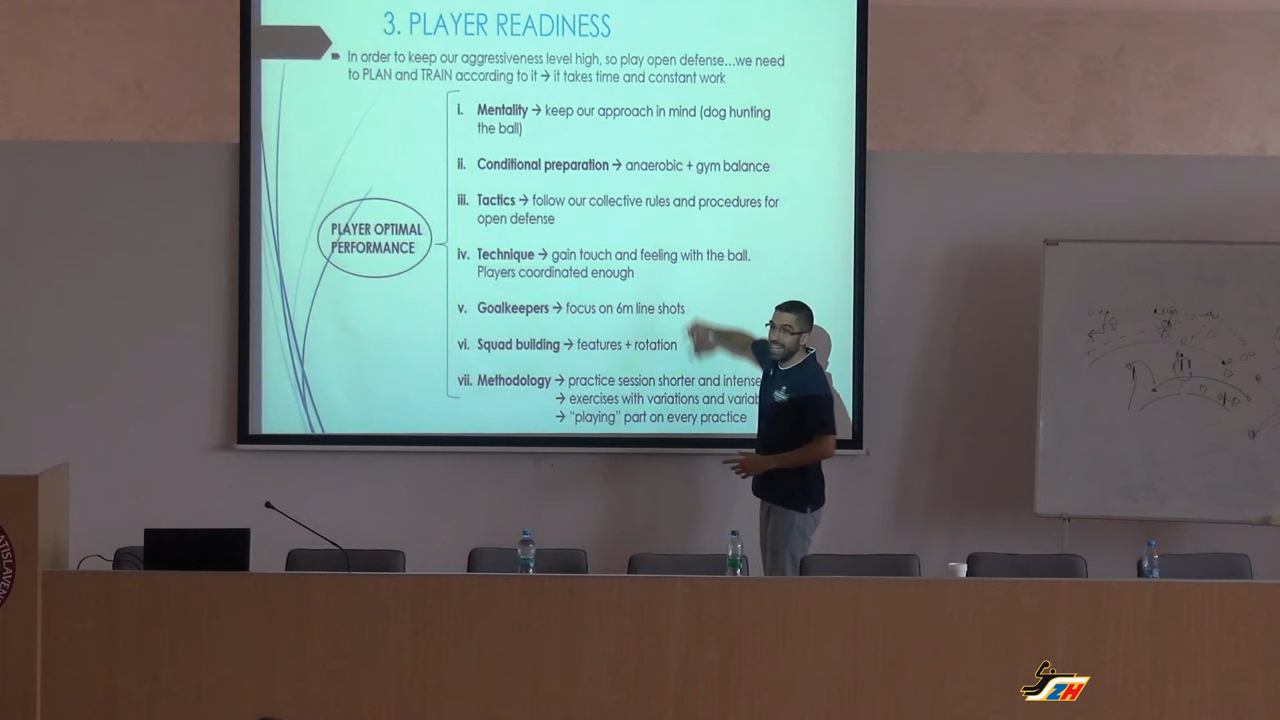 3. PLAYER READINESS
In order to keep our aggressiveness level high, so play open defense...we need
to PLAN and TRAIN according to it → it takes time and constant work
i. Mentality → keep our approach in mind (dog hunting
the ball)
ii. Conditional preparation → anaerobic + gym balance
iii. Tactics → follow our collective rules and procedures for
open defense
PLAYER OPTIMAL
PERFORMANCE
iv. Technique → gain touch and feeling with the ball.
Players coordinated enough
v. Goalkeepers → focus on 6m line shots
vi. Squad building → features + rotation
vii. Methodology → practice session shorter and intense
→ exercises with variations and
→ "playing" part on every practice
SZH